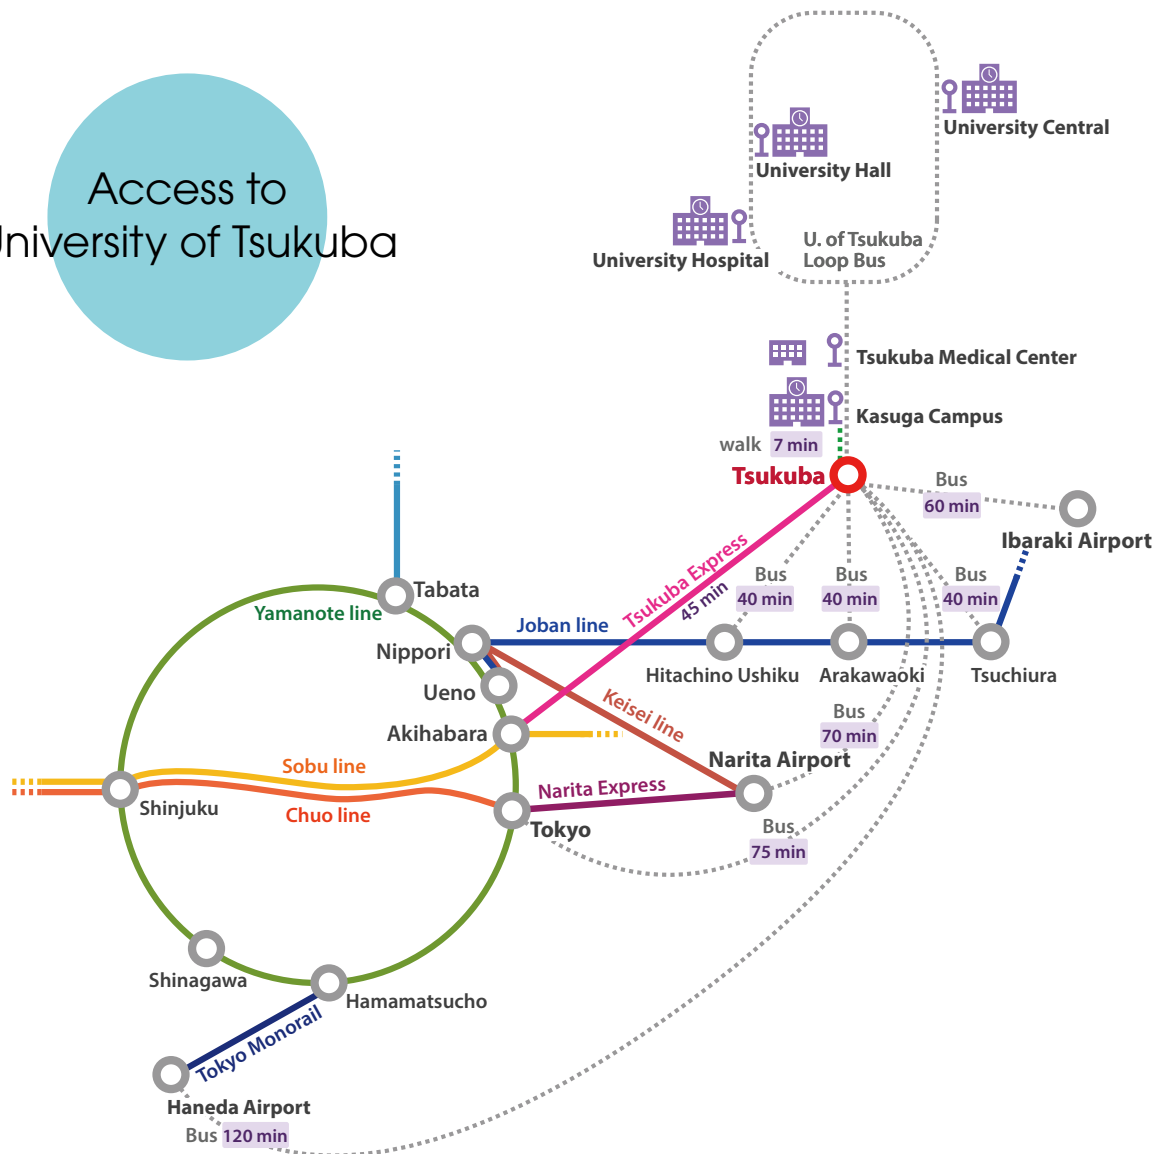 Access to
University of Tsukuba
University Central
University Hall
U. of Tsukuba
Loop Bus
University Hospital
Tsukuba Medical Center
Kasuga Campus
walk 7 min
Tsukuba
Bus
60 min
Ibaraki Airport
Tsukuba Express
45 min
Bus
40 min
Bus
40 min
Bus
40 min
Tabata
Yamanote line
Joban line
Nippori
Hitachino Ushiku
Arakawaoki
Tsuchiura
Ueno
Keisei line
Akihabara
Bus
70 min
Narita Airport
Sobu line
Narita Express
Shinjuku
Chuo line
Tokyo
Bus
75 min
Shinagawa
Hamamatsucho
Tokyo Monorail
Haneda Airport
Bus 120 min